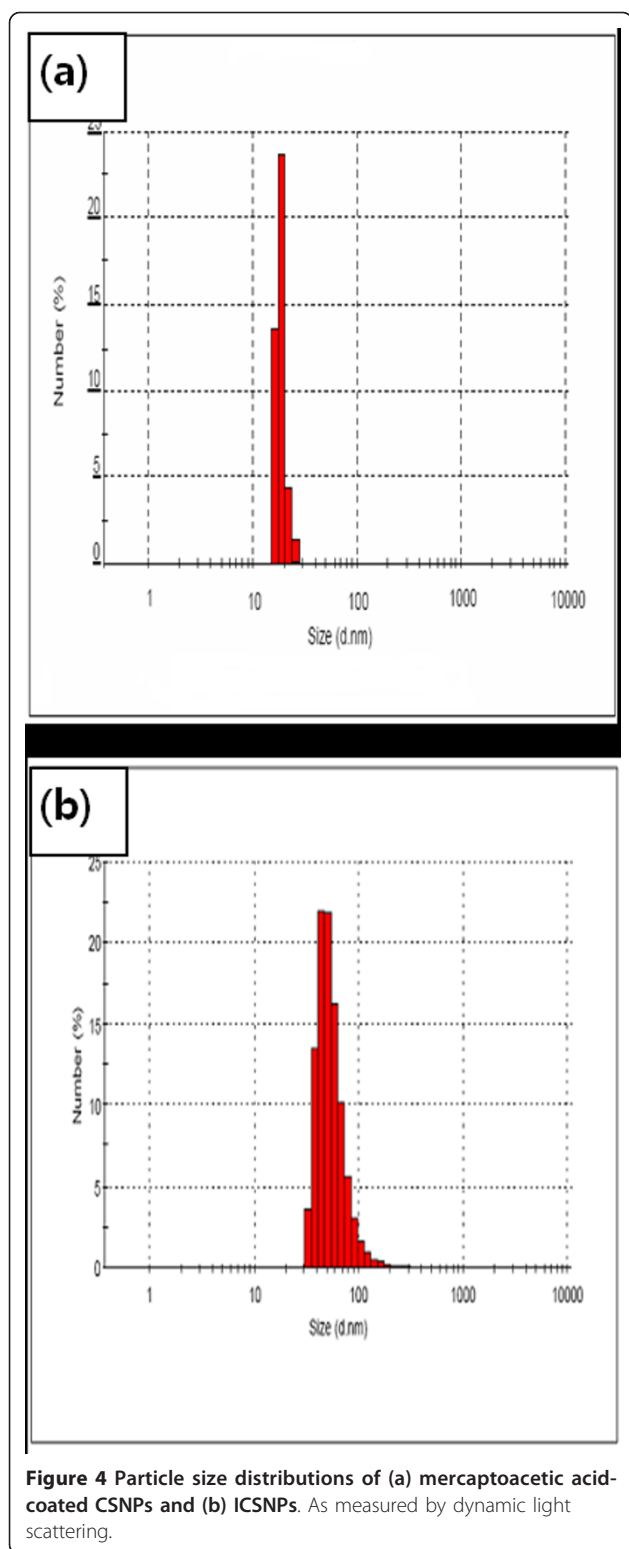 (a)
25
20
15
10
5
0
Number (%)
1 10 100 1000 10000
Size (d.nm)
(b)
25
20
15
10
5
0
Number (%)
1 10 100 1000 10000
Size (d.nm)
Figure 4 Particle size distributions of (a) mercaptoacetic acid-
coated CSNPs and (b) ICSNPs. As measured by dynamic light
scattering.